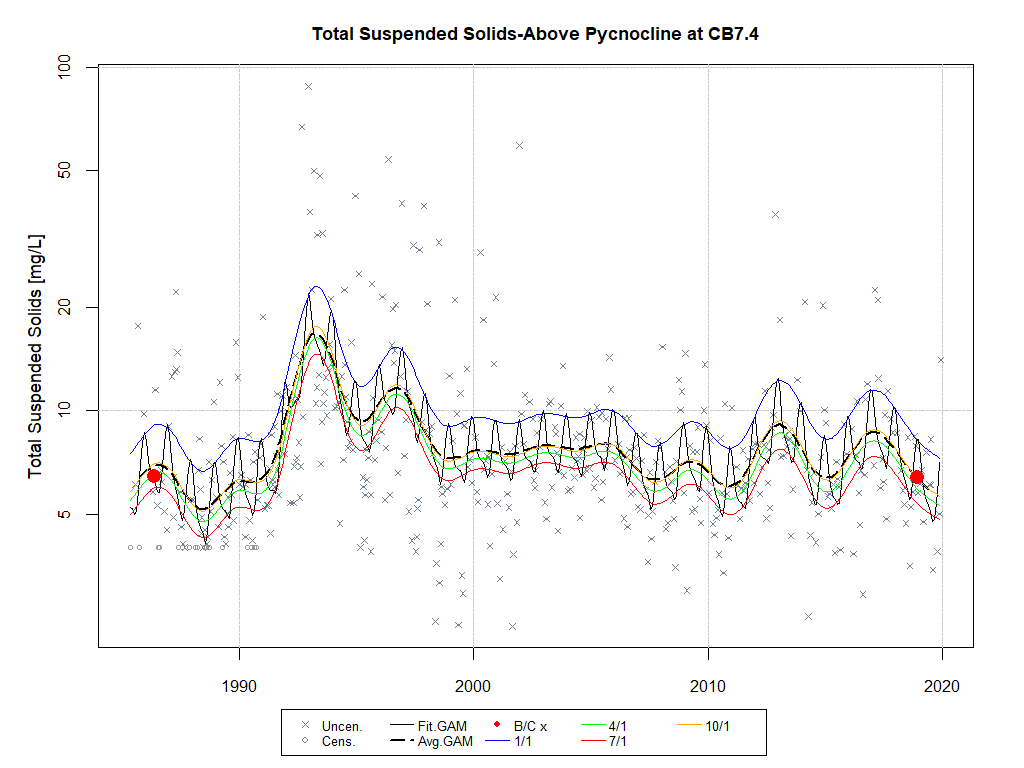 Total Suspended Solids-Above Pycnocline at CB7.4
Total Suspended Solids [mg/L]
100
50
20
10
5
1990 2000 2010 2020
Uncen. Fit.GAM B/C x 4/1 10/1
Cens. Avg.GAM 1/1 7/1